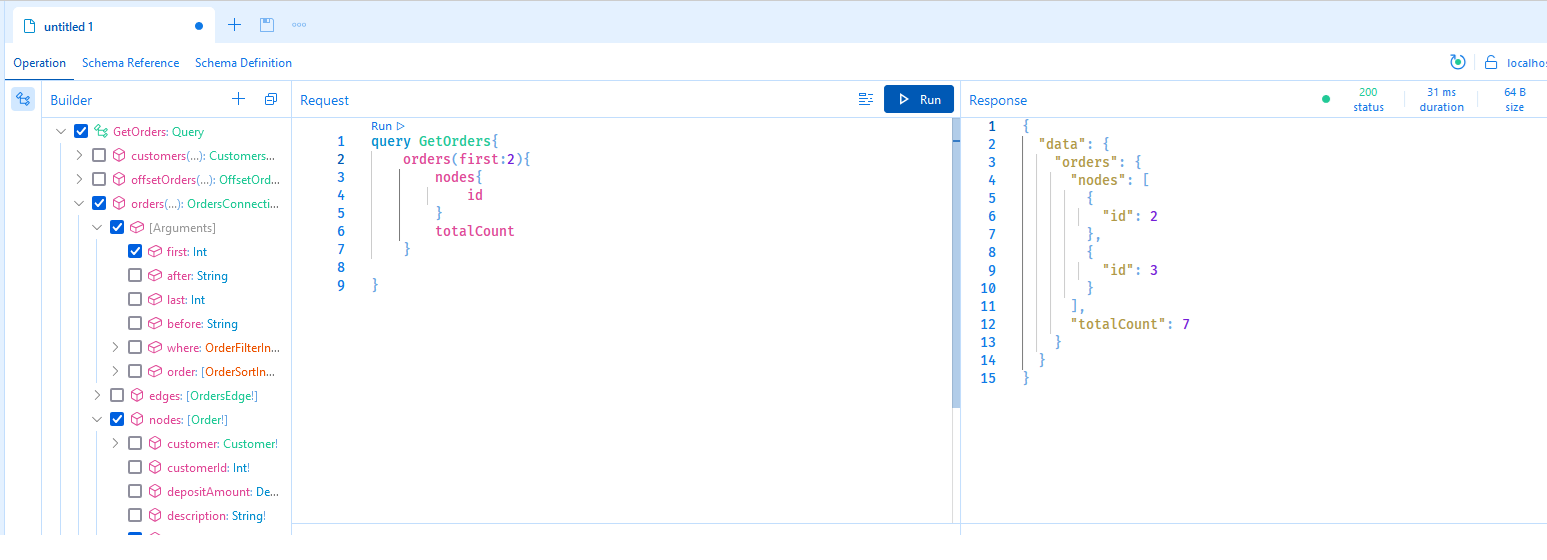 untitled 1
Operation Schema Reference Schema Definition localhos
Builder
GetOrders: Query
customers(...): Customers...
offsetOrders(...): OffsetOrd...
orders(...): OrdersConnecti...
[Arguments]
first: Int
after: String
last: Int
before: String
where: OrderFilterIn...
order: [OrderSortIn...
edges: [OrdersEdge!]
nodes: [Order!]
customer: Customer!
customerId: Int!
depositAmount: De...
description: String!
Request Run
Run
1 query GetOrders{
2 orders(first:2){
3 nodes{
4 id
5 }
6 totalCount
7 }
8
9 }
Response 200 status 31 ms duration 64 B size
1 {
2 "data": {
3 "orders": {
4 "nodes": [
5 {
6 "id": 2
7 },
8 {
9 "id": 3
10 }
11 ],
12 "totalCount": 7
13 }
14 }
15 }